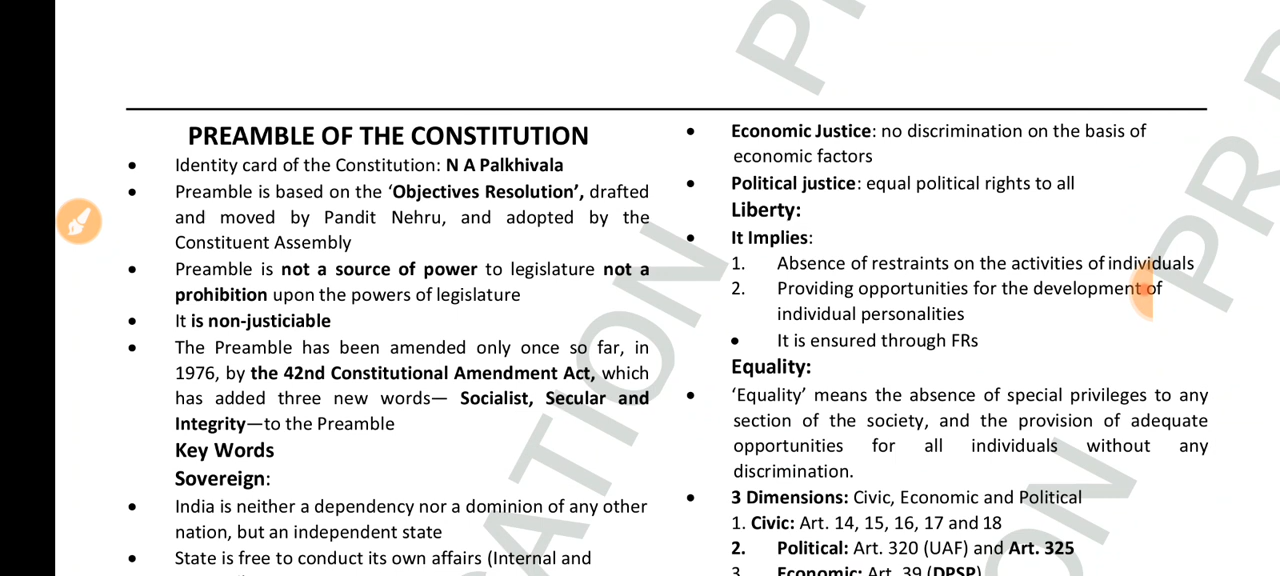 PREAMBLE OF THE CONSTITUTION
• Identity card of the Constitution: N A Palkhivala
• Preamble is based on the ‘Objectives Resolution’, drafted
and moved by Pandit Nehru, and adopted by the
Constituent Assembly
• Preamble is not a source of power to legislature not a
prohibition upon the powers of legislature
• It is non-justiciable
• The Preamble has been amended only once so far, in
1976, by the 42nd Constitutional Amendment Act, which
has added three new words— Socialist, Secular and
Integrity—to the Preamble
Key Words
Sovereign:
• India is neither a dependency nor a dominion of any other
nation, but an independent state
• State is free to conduct its own affairs (Internal and
• Economic Justice: no discrimination on the basis of
economic factors
• Political justice: equal political rights to all
Liberty:
• It Implies:
1. Absence of restraints on the activities of individuals
2. Providing opportunities for the development of
individual personalities
• It is ensured through FRs
Equality:
• ‘Equality’ means the absence of special privileges to any
section of the society, and the provision of adequate
opportunities for all individuals without any
discrimination.
• 3 Dimensions: Civic, Economic and Political
1. Civic: Art. 14, 15, 16, 17 and 18
2. Political: Art. 320 (UAF) and Art. 325
3. Economic: Art. 39 (DPSP)